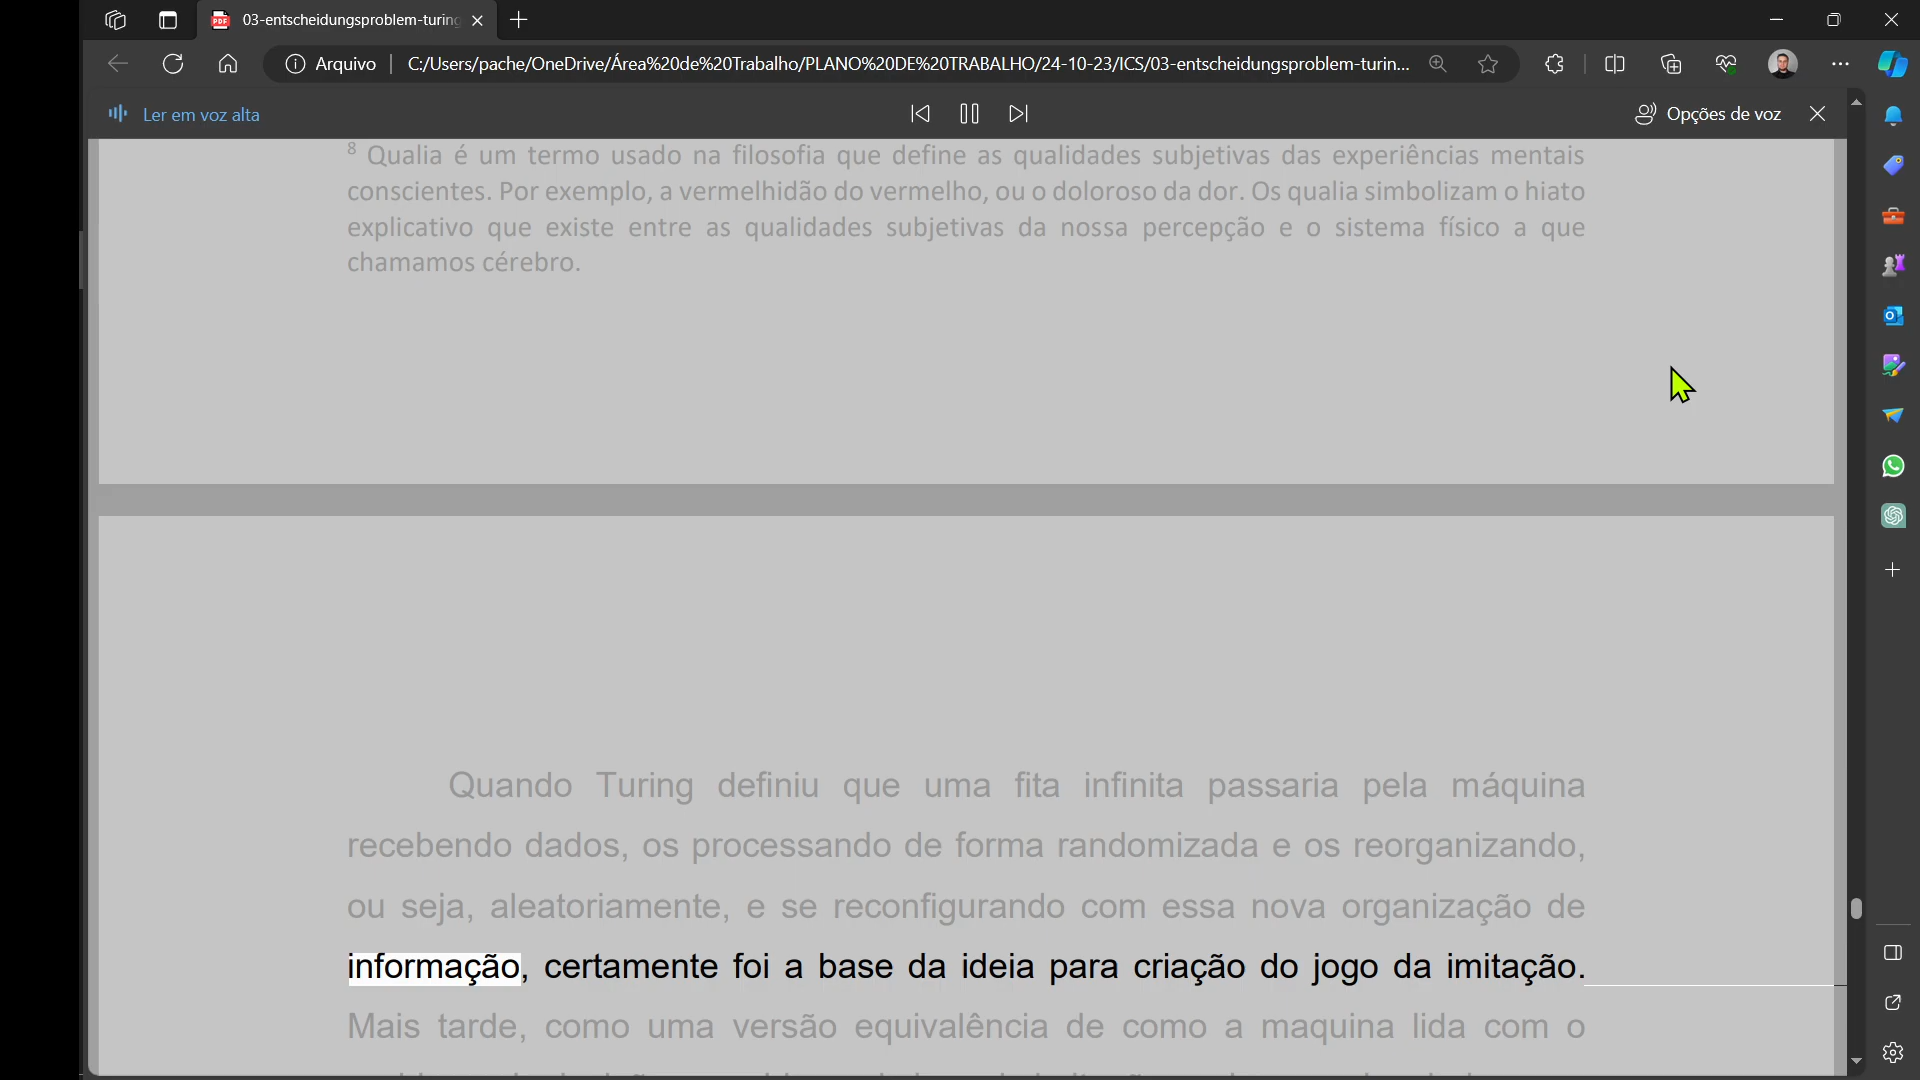 03-entscheidungsproblem-turing
Arquivo
C:/Users/pache/OneDrive/Área%20de%20Trabalho/PLANO%20DE%20TRABALHO/24-10-23/ICS/03-entscheidungsproblem-turin...
Ler em voz alta
Opções de voz
8 Qualia é um termo usado na filosofia que define as qualidades subjetivas das experiências mentais
conscientes. Por exemplo, a vermelhidão do vermelho, ou o doloroso da dor. Os qualia simbolizam o hiato
explicativo que existe entre as qualidades subjetivas da nossa percepção e o sistema físico a que
chamamos cérebro.
Quando Turing definiu que uma fita infinita passaria pela máquina
recebendo dados, os processando de forma randomizada e os reorganizando,
ou seja, aleatoriamente, e se reconfigurando com essa nova organização de
informação, certamente foi a base da ideia para criação do jogo da imitação.
Mais tarde, como uma versão equivalência de como a maquina lida com o